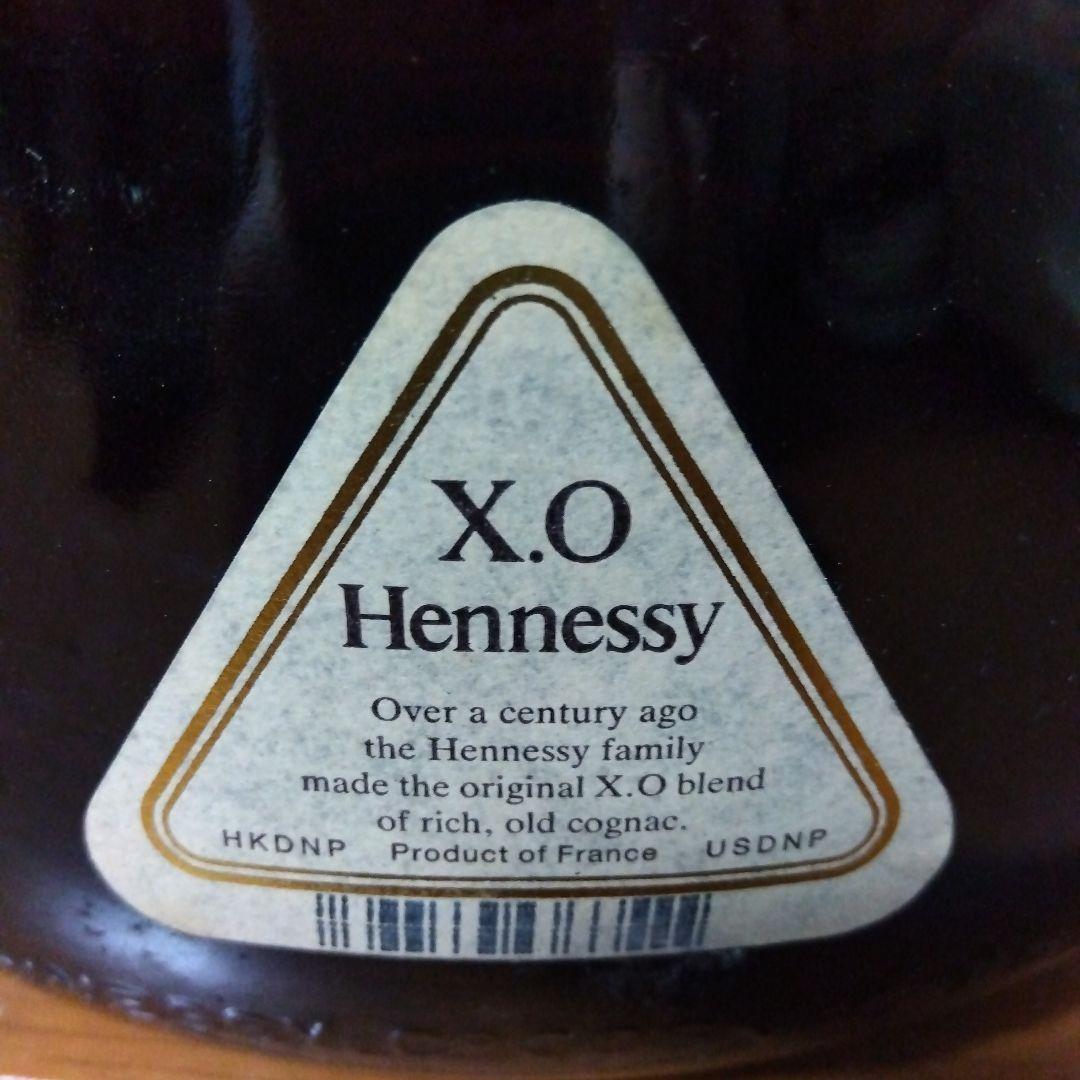 X.O
Hennessy
Over a century ago
the Hennessy family
made the original X.O blend
of rich, old cognac.
HKDNP Product of France USDNP